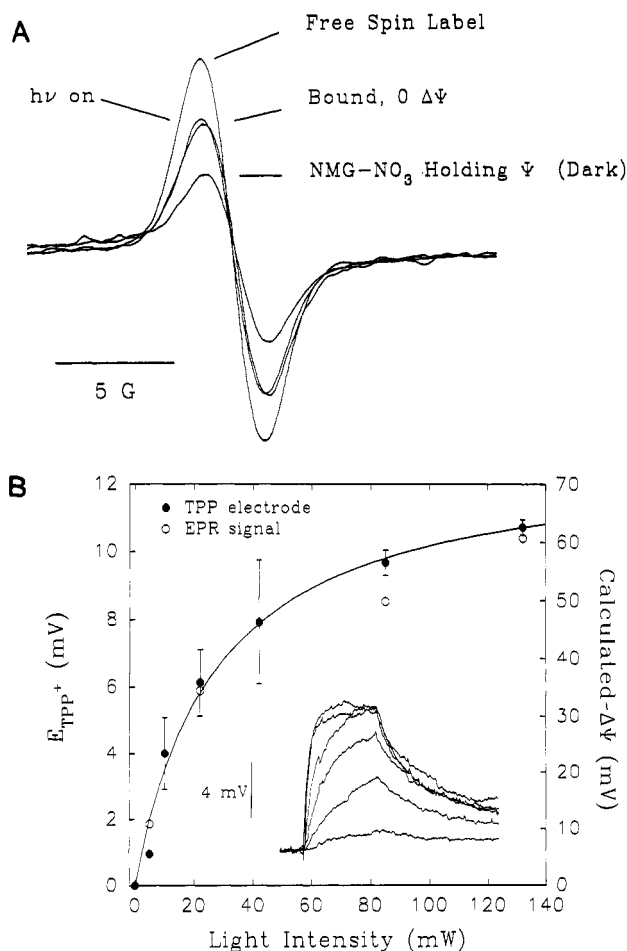 A
Free Spin Label
hν on
Bound, 0 ΔΨ
NMG-NO₃ Holding Ψ (Dark)
5 G
B
● TPP electrode
○ EPR signal
12
10
8
6
4
2
0
E_TPP⁺ (mV)
70
60
50
40
30
20
10
0
Calculated-ΔΨ (mV)
4 mV
0 20 40 60 80 100 120 140
Light Intensity (mW)